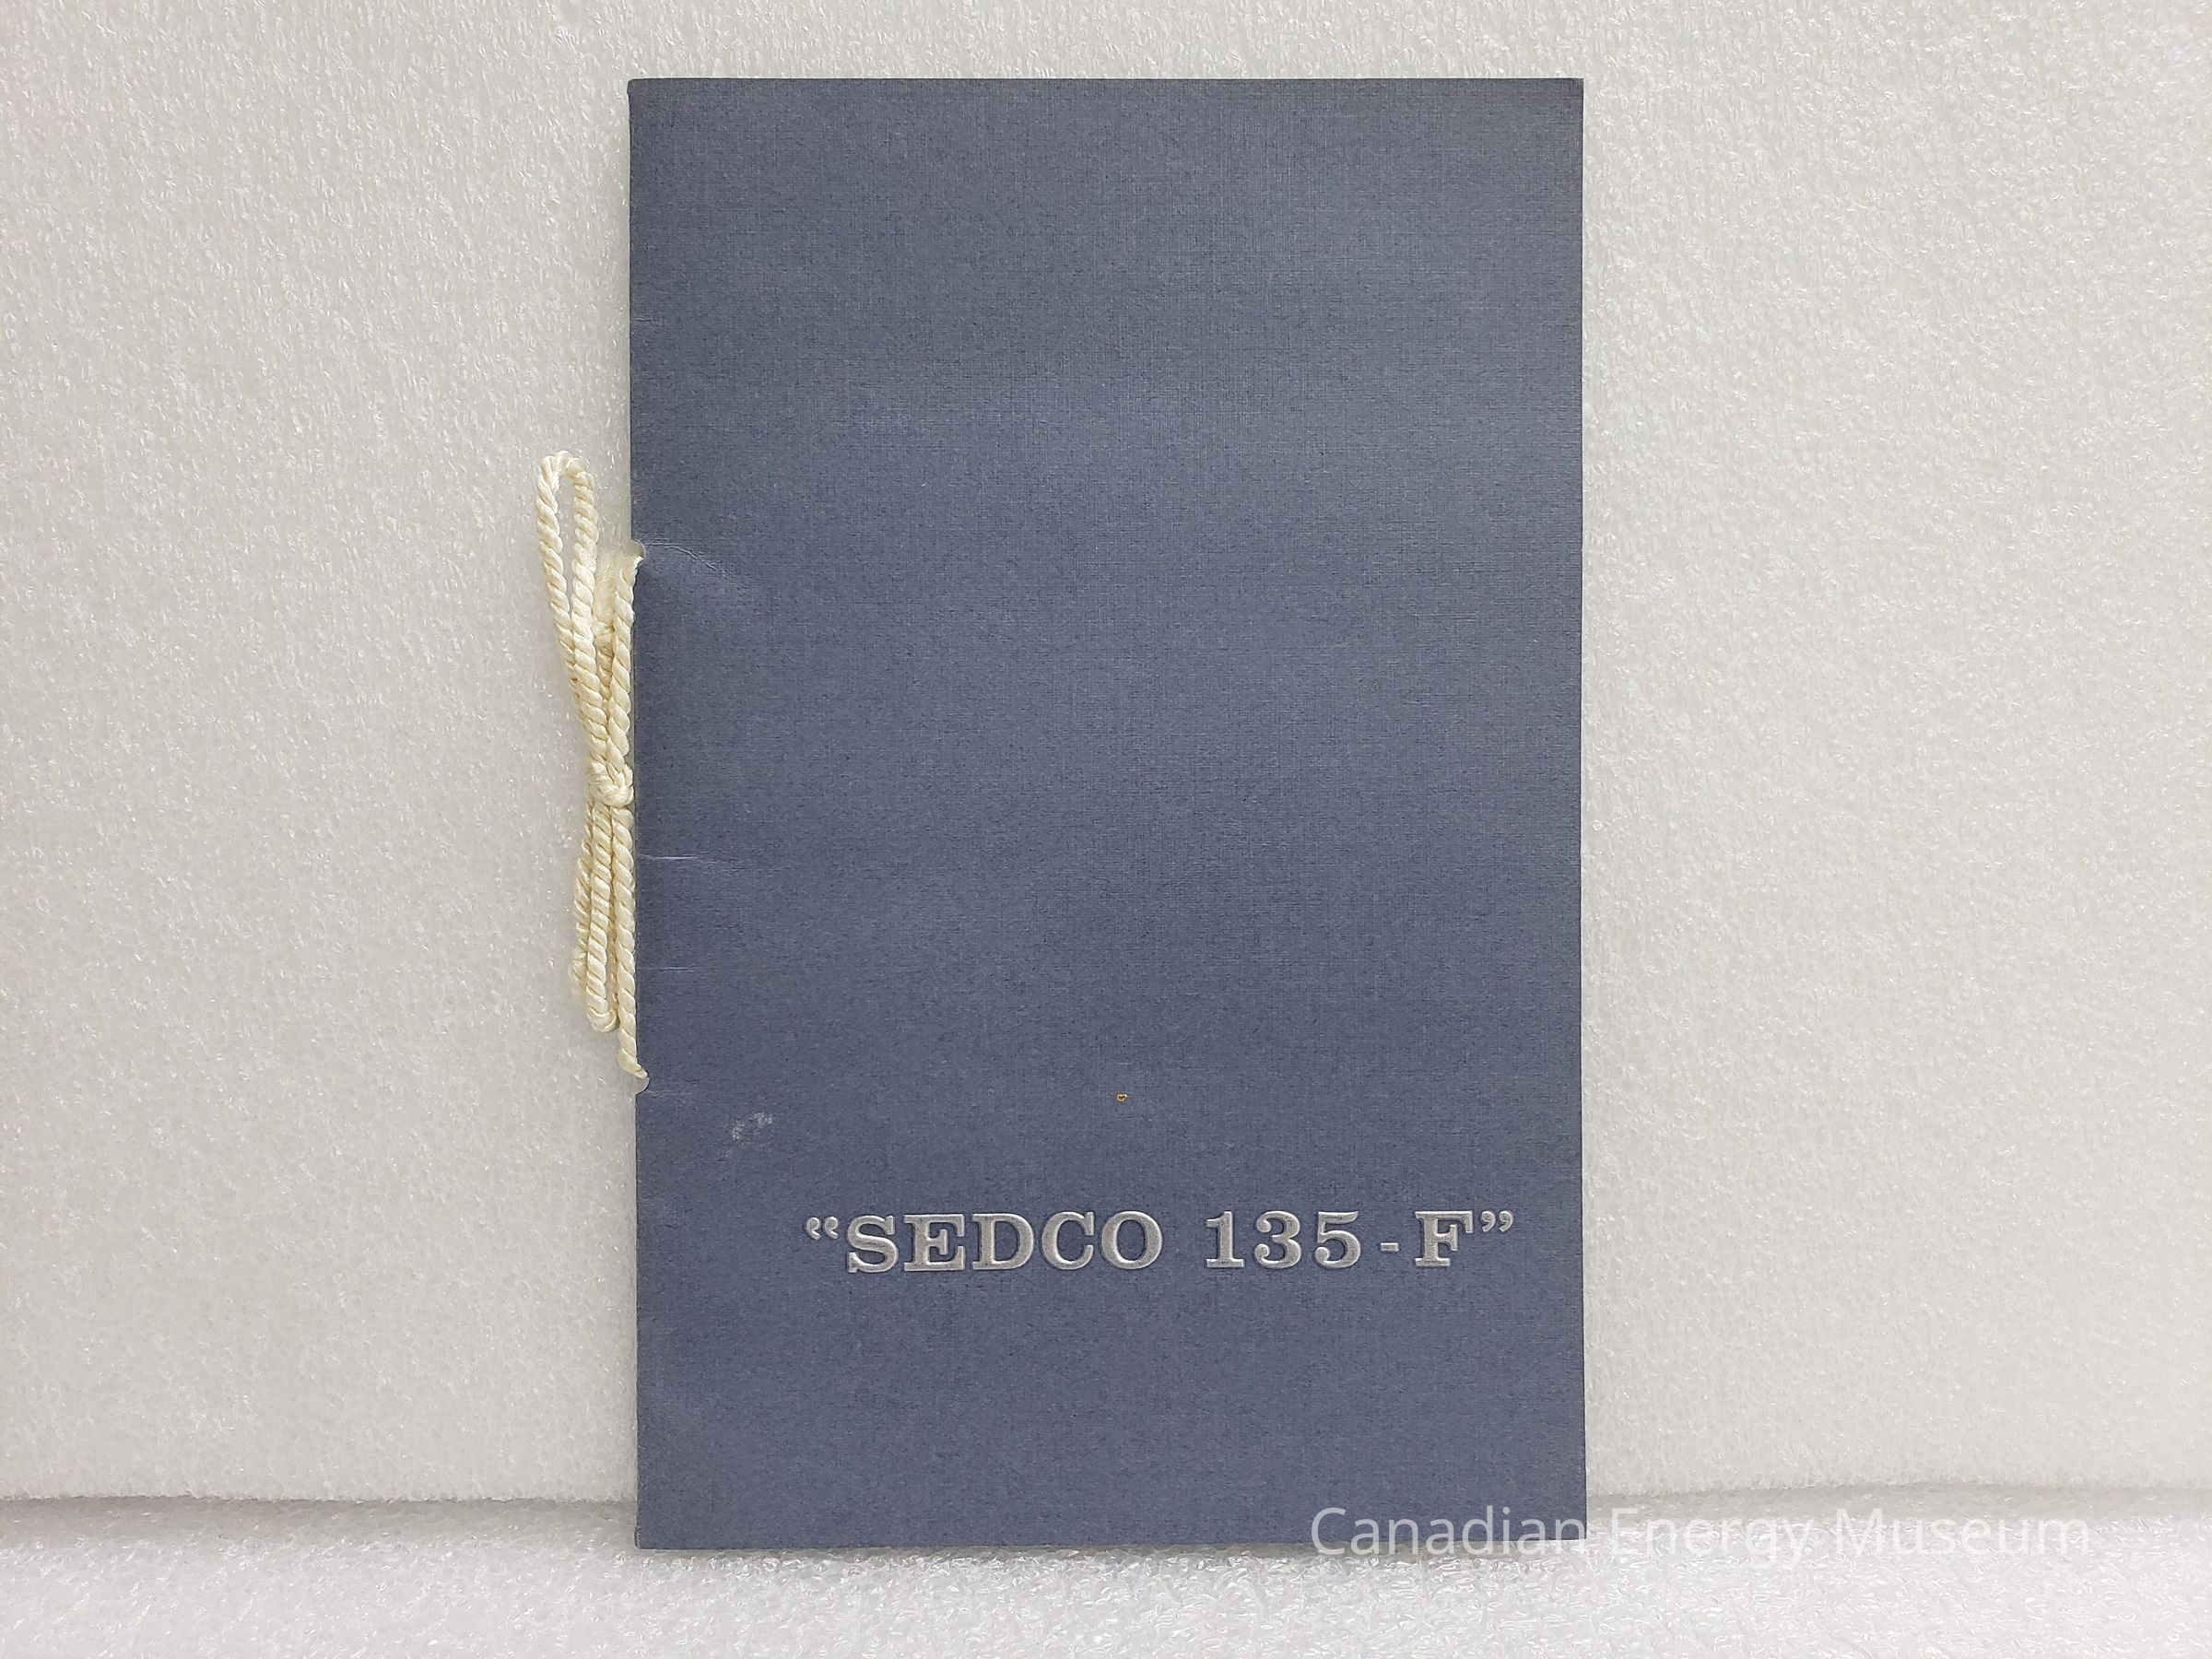 “SEDCO 135-F”
Canadian Energy Museum